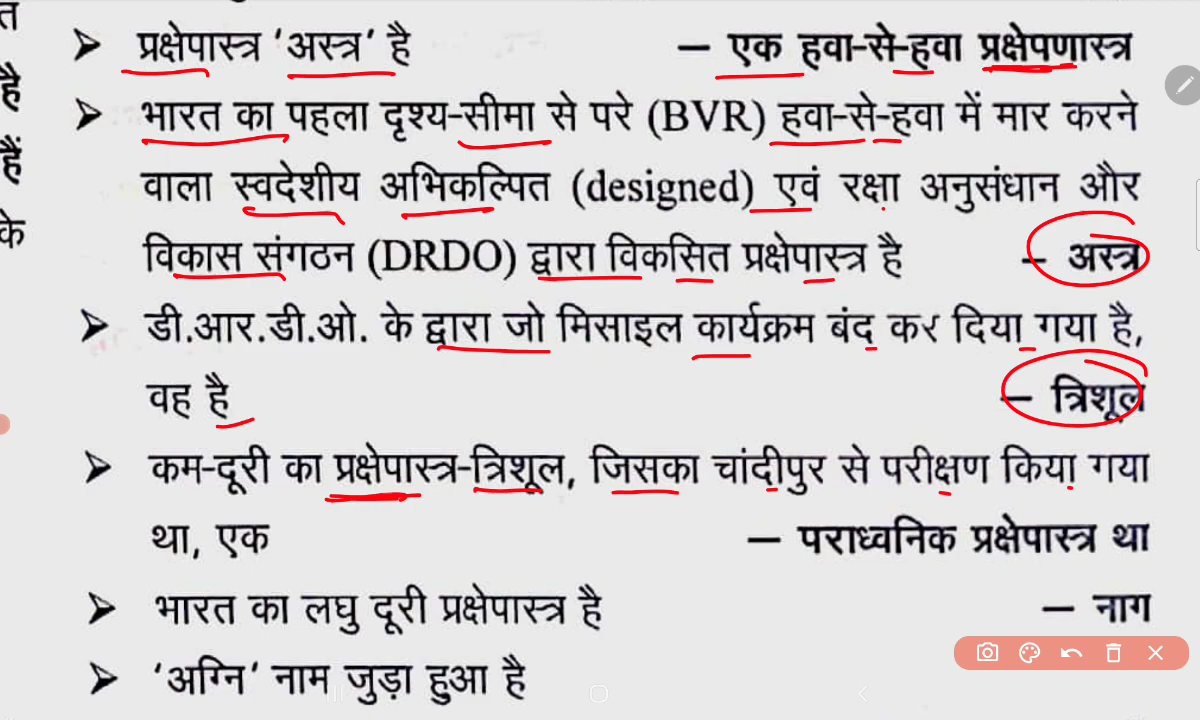 त
➢ प्रक्षेपास्त्र ‘अस्त्र’ है – एक हवा-से-हवा प्रक्षेपणास्त्र
है
➢ भारत का पहला दृश्य-सीमा से परे (BVR) हवा-से-हवा में मार करने
हैं
वाला स्वदेशीय अभिकल्पित (designed) एवं रक्षा अनुसंधान और
के
विकास संगठन (DRDO) द्वारा विकसित प्रक्षेपास्त्र है – अस्त्र
➢ डी.आर.डी.ओ. के द्वारा जो मिसाइल कार्यक्रम बंद कर दिया गया है,
वह है – त्रिशूल
➢ कम-दूरी का प्रक्षेपास्त्र-त्रिशूल, जिसका चांदीपुर से परीक्षण किया गया
था, एक – पराध्वनिक प्रक्षेपास्त्र था
➢ भारत का लघु दूरी प्रक्षेपास्त्र है – नाग
➢ ‘अग्नि’ नाम जुड़ा हुआ है